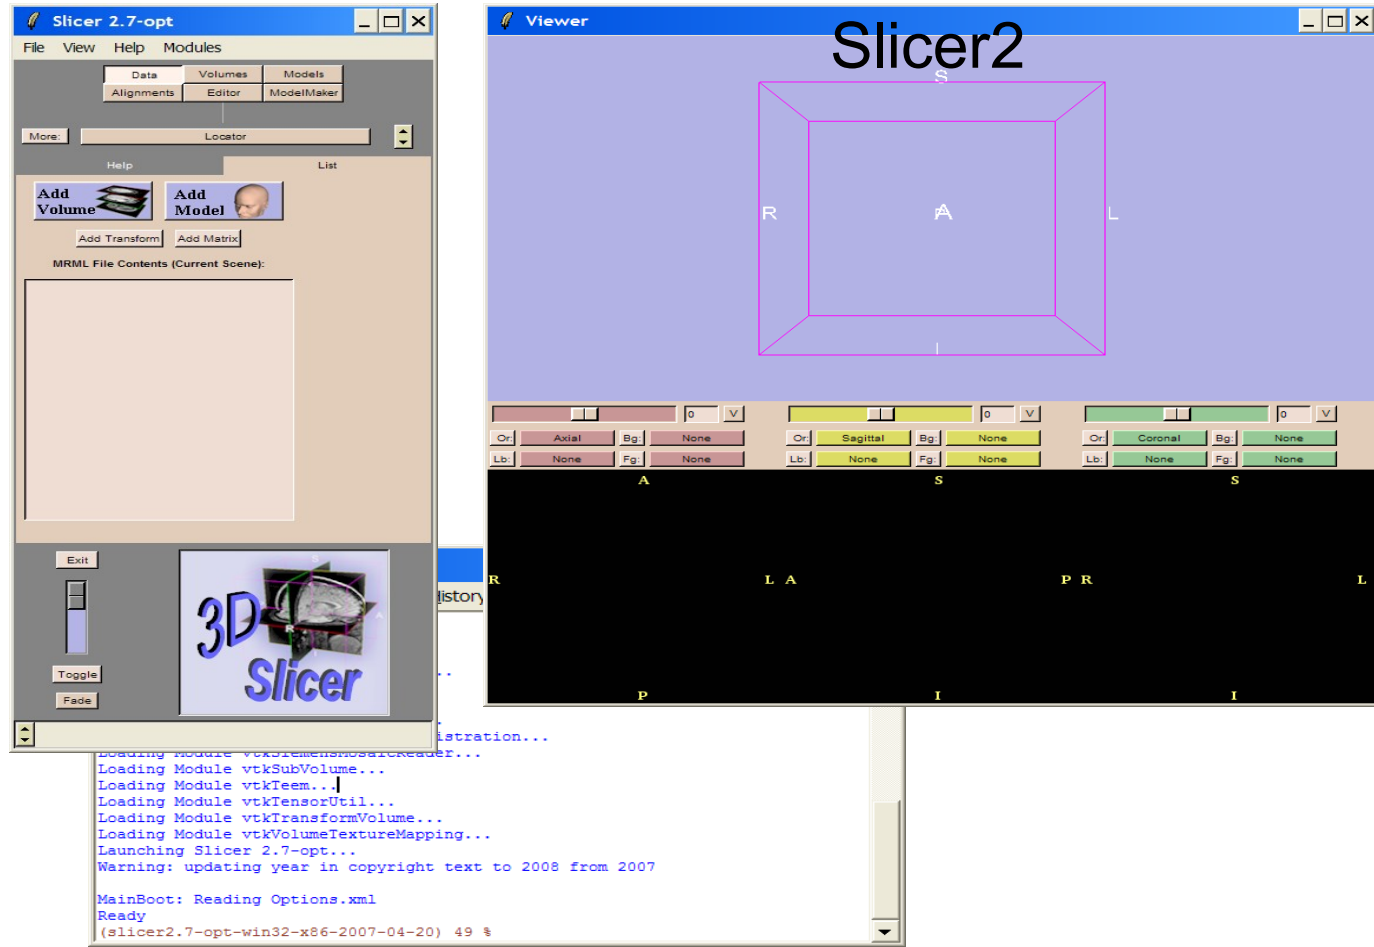 Slicer 2.7-opt
File View Help Modules
Data Volumes Models
Alignments Editor ModelMaker
More: Locator
Help List
Add Volume
Add Model
Add Transform Add Matrix
MRML File Contents (Current Scene):
Exit
Toggle
Fade
3D
Slicer
S
A
R
I
Viewer
Slicer2
S
R A L
I
0 V 0 V 0 V
Or: Axial Bg: None Or: Sagittal Bg: None Or: Coronal Bg: None
Lb: None Fg: None Lb: None Fg: None Lb: None Fg: None
A S S
R L A P R L
P I I
istory
..
.
istration...
Loading Module vtkSiemensMosaicReader...
Loading Module vtkSubVolume...
Loading Module vtkTeem...
Loading Module vtkTensorUtil...
Loading Module vtkTransformVolume...
Loading Module vtkVolumeTextureMapping...
Launching Slicer 2.7-opt...
Warning: updating year in copyright text to 2008 from 2007
MainBoot: Reading Options.xml
Ready
(slicer2.7-opt-win32-x86-2007-04-20) 49 %